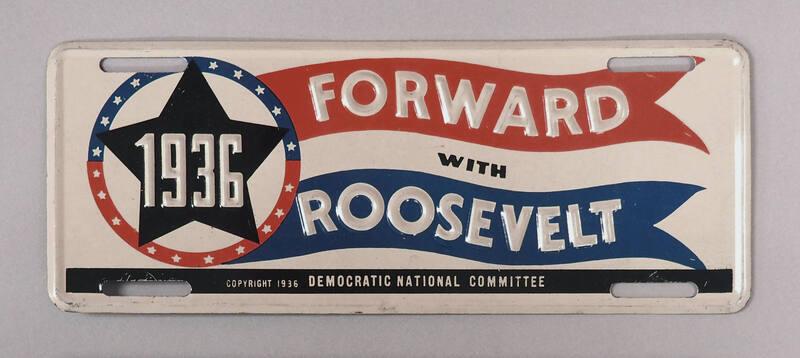 1936
FORWARD
WITH
ROOSEVELT
COPYRIGHT 1936 DEMOCRATIC NATIONAL COMMITTEE